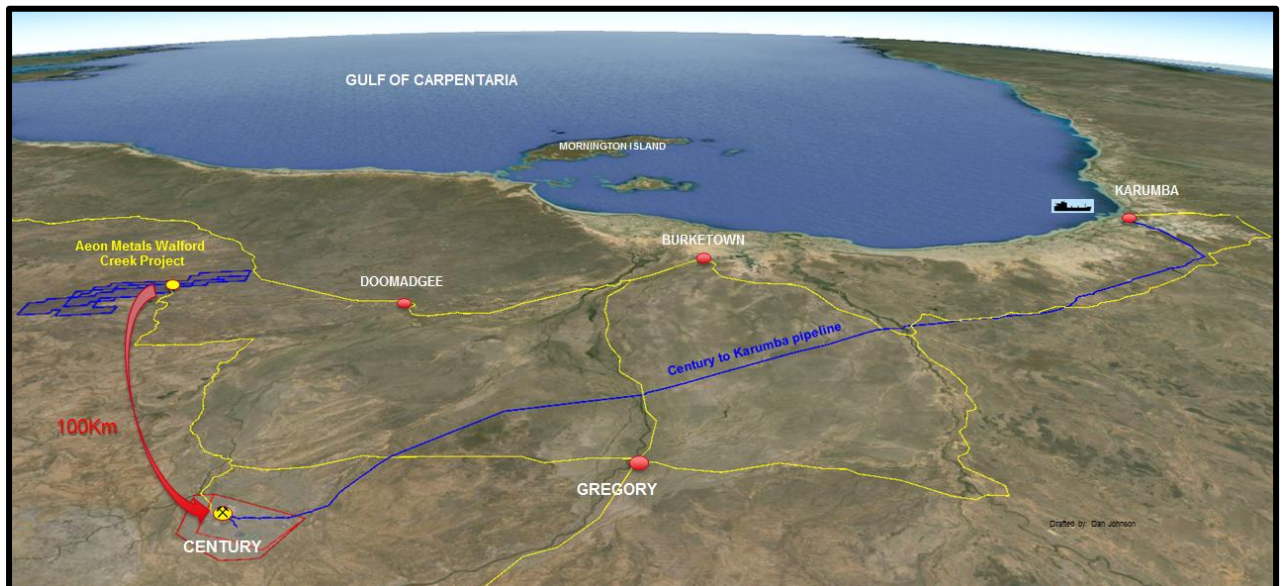 GULF OF CARPENTARIA
MORNINGTON ISLAND
KARUMBA
Aeon Metals Walford
Creek Project
BURKETOWN
DOOMADGEE
Century to Karumba pipeline
100Km
GREGORY
Drafted by: Dan Johnson
CENTURY